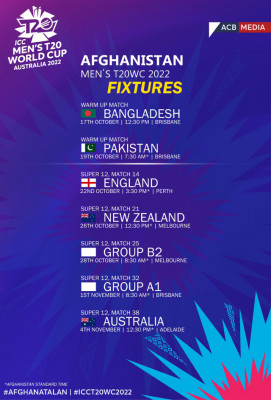 ICC
MEN'S T20
WORLD CUP
AUSTRALIA 2022
ACB MEDIA
AFGHANISTAN
MEN'S T20WC 2022
FIXTURES
WARM UP MATCH
BANGLADESH
17TH OCTOBER | 12:30 PM | BRISBANE
WARM UP MATCH
PAKISTAN
19TH OCTOBER | 7:30 AM* | BRISBANE
SUPER 12, MATCH 14
ENGLAND
22ND OCTOBER | 3:30 PM* | PERTH
SUPER 12, MATCH 21
NEW ZEALAND
26TH OCTOBER | 12:30 PM* | MELBOURNE
SUPER 12, MATCH 25
GROUP B2
28TH OCTOBER | 8:30 AM* | MELBOURNE
SUPER 12, MATCH 32
GROUP A1
1ST NOVEMBER | 8:30 AM* | BRISBANE
SUPER 12, MATCH 38
AUSTRALIA
4TH NOVEMBER | 12:30 PM* | ADELAIDE
*AFGHANISTAN STANDARD TIME
#AFGHANATALAN | #ICCT20WC2022